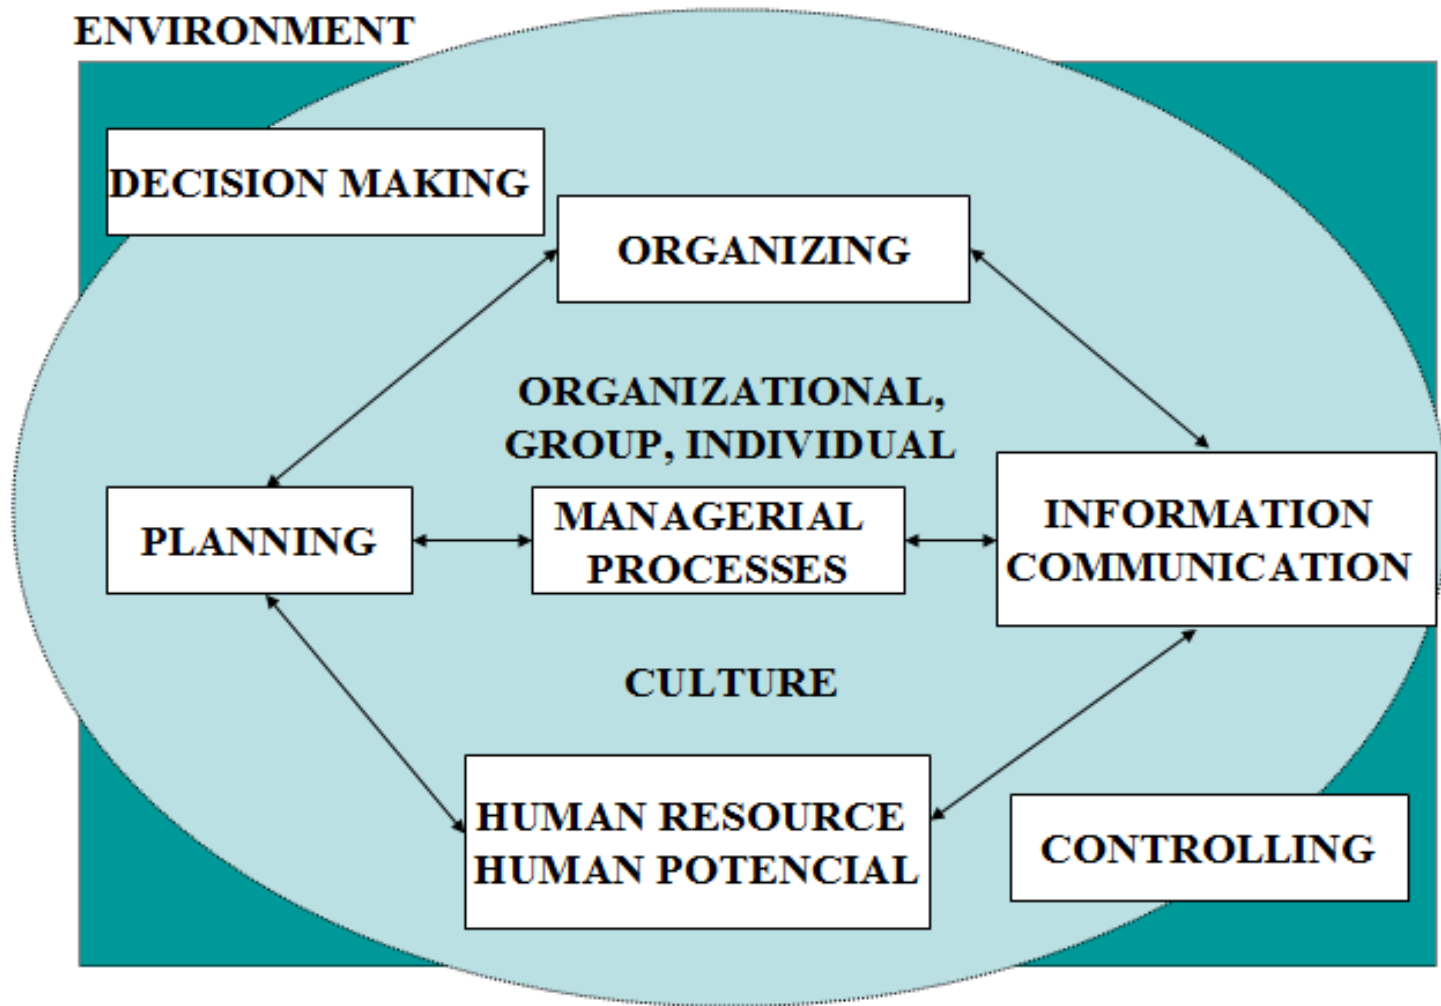 ENVIRONMENT
DECISION MAKING
ORGANIZING
ORGANIZATIONAL,
GROUP, INDIVIDUAL
PLANNING
MANAGERIAL
PROCESSES
INFORMATION
COMMUNICATION
CULTURE
HUMAN RESOURCE
HUMAN POTENCIAL
CONTROLLING